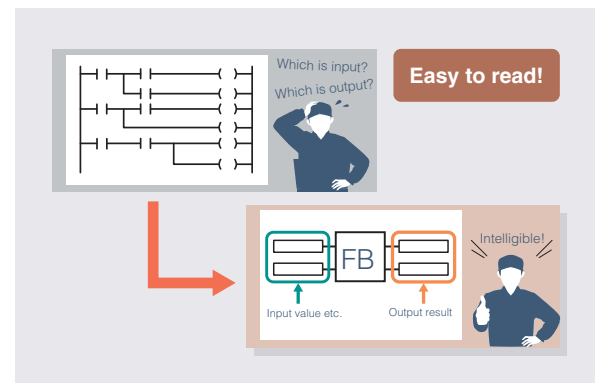 Which is input?
Which is output?
Easy to read!
FB
Intelligible!
Input value etc.
Output result